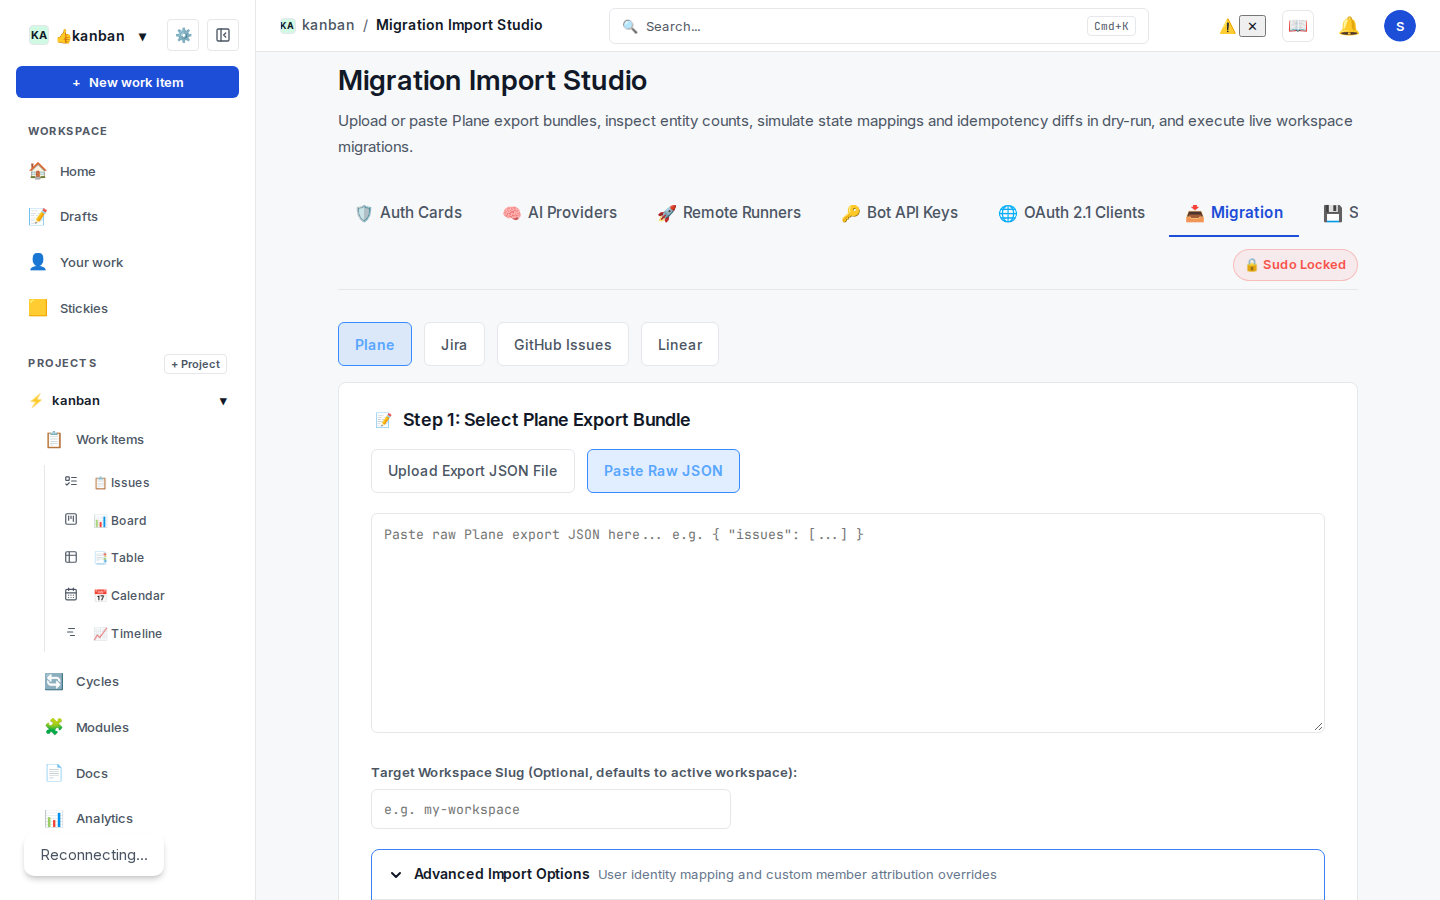 KA 👍kanban ▼
+ New work item
WORKSPACE
🏠 Home
📝 Drafts
👤 Your work
🟨 Stickies
PROJECTS + Project
⚡ kanban ▼
📋 Work Items
📋 Issues
📊 Board
📑 Table
📅 Calendar
📈 Timeline
🔄 Cycles
🧩 Modules
📄 Docs
📊 Analytics
Reconnecting...
KA kanban / Migration Import Studio
🔍 Search... Cmd+K
⚠️ ✕ 📖 🔔 S
Migration Import Studio
Upload or paste Plane export bundles, inspect entity counts, simulate state mappings and idempotency diffs in dry-run, and execute live workspace
migrations.
🛡️ Auth Cards 🧠 AI Providers 🚀 Remote Runners 🔑 Bot API Keys 🌐 OAuth 2.1 Clients 📥 Migration 💾 S
🔒 Sudo Locked
Plane Jira GitHub Issues Linear
📝 Step 1: Select Plane Export Bundle
Upload Export JSON File Paste Raw JSON
Paste raw Plane export JSON here... e.g. { "issues": [...] }
Target Workspace Slug (Optional, defaults to active workspace):
e.g. my-workspace
Advanced Import Options User identity mapping and custom member attribution overrides